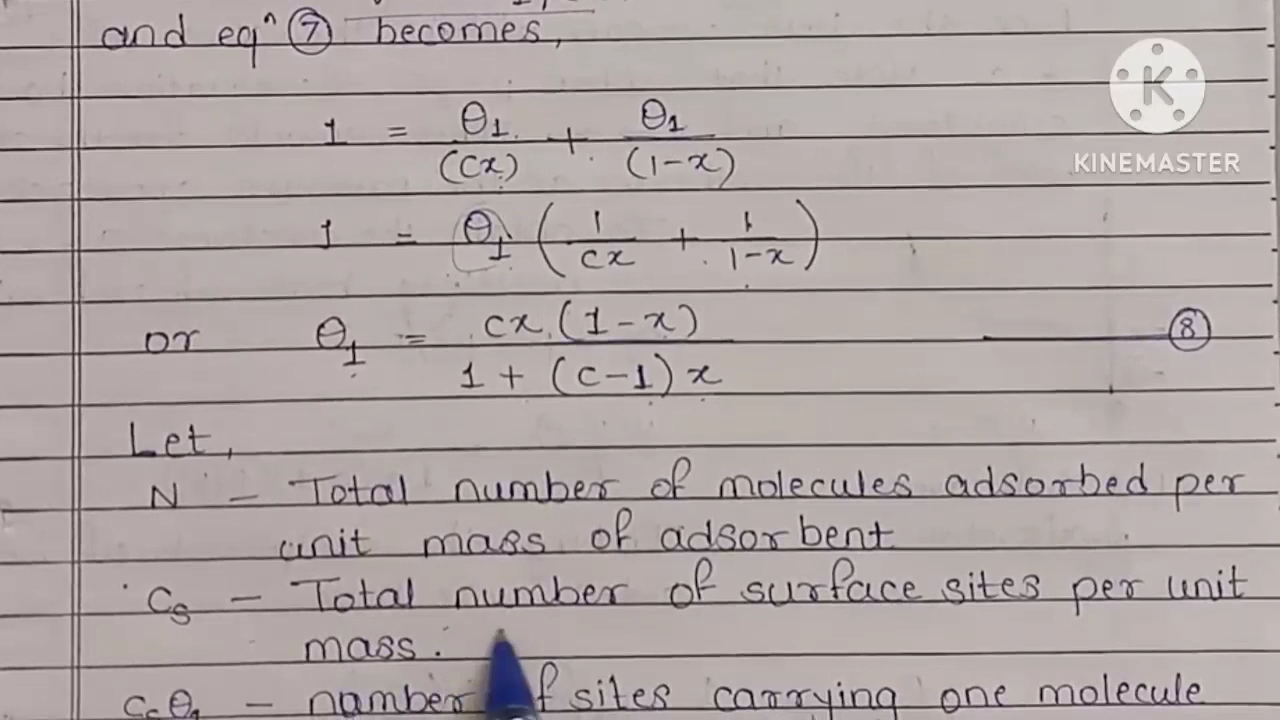 and eqⁿ ⑦ becomes,
1 = θ₁/(cx) + θ₁/(1-x)
1 = θ₁ (1/cx + 1/1-x)
or θ₁ = cx.(1-x)/1 + (c-1)x ⑧
Let,
N - Total number of molecules adsorbed per
unit mass of adsorbent
Cs - Total number of surface sites per unit
mass.
Csθ₁ - number of sites carrying one molecule
K
KINEMASTER